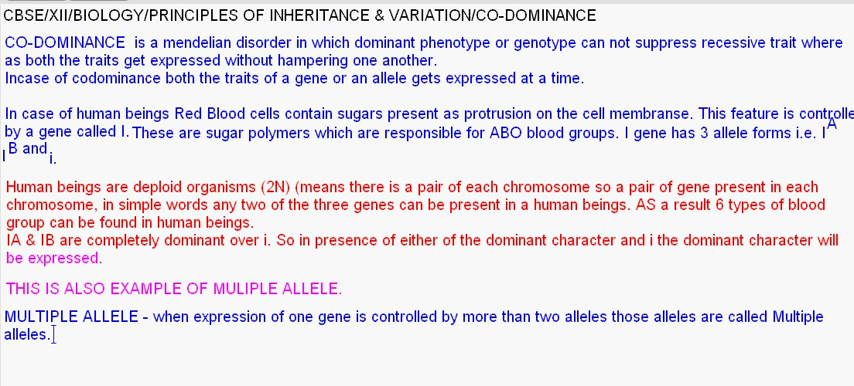 CBSE/XII/BIOLOGY/PRINCIPLES OF INHERITANCE & VARIATION/CO-DOMINANCE
CO-DOMINANCE is a mendelian disorder in which dominant phenotype or genotype can not suppress recessive trait where
as both the traits get expressed without hampering one another.
Incase of codominance both the traits of a gene or an allele gets expressed at a time.
In case of human beings Red Blood cells contain sugars present as protrusion on the cell membranse. This feature is controlle
by a gene called I. These are sugar polymers which are responsible for ABO blood groups. I gene has 3 allele forms i.e. I^A
I^B and i.
Human beings are deploid organisms (2N) (means there is a pair of each chromosome so a pair of gene present in each
chromosome, in simple words any two of the three genes can be present in a human beings. AS a result 6 types of blood
group can be found in human beings.
IA & IB are completely dominant over i. So in presence of either of the dominant character and i the dominant character will
be expressed.
THIS IS ALSO EXAMPLE OF MULIPLE ALLELE.
MULTIPLE ALLELE - when expression of one gene is controlled by more than two alleles those alleles are called Multiple
alleles.